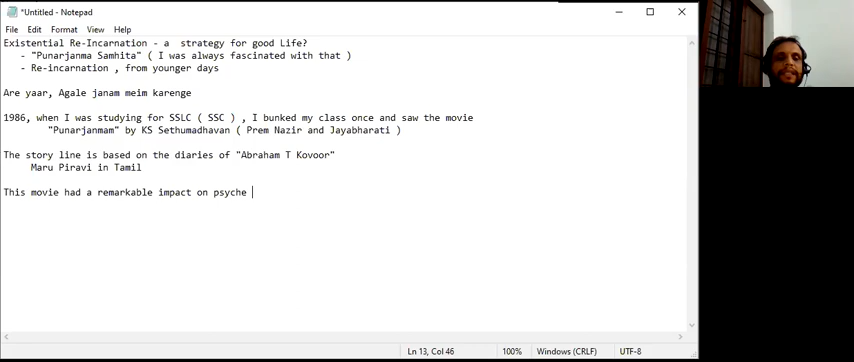 *Untitled - Notepad
File Edit Format View Help
Existential Re-Incarnation - a strategy for good Life?
- "Punarjanma Samhita" ( I was always fascinated with that )
- Re-incarnation , from younger days
Are yaar, Agale janam meim karenge
1986, when I was studying for SSLC ( SSC ) , I bunked my class once and saw the movie
"Punarjanmam" by KS Sethumadhavan ( Prem Nazir and Jayabharati )
The story line is based on the diaries of "Abraham T Kovoor"
Maru Piravi in Tamil
This movie had a remarkable impact on psyche
Ln 13, Col 46 100% Windows (CRLF) UTF-8